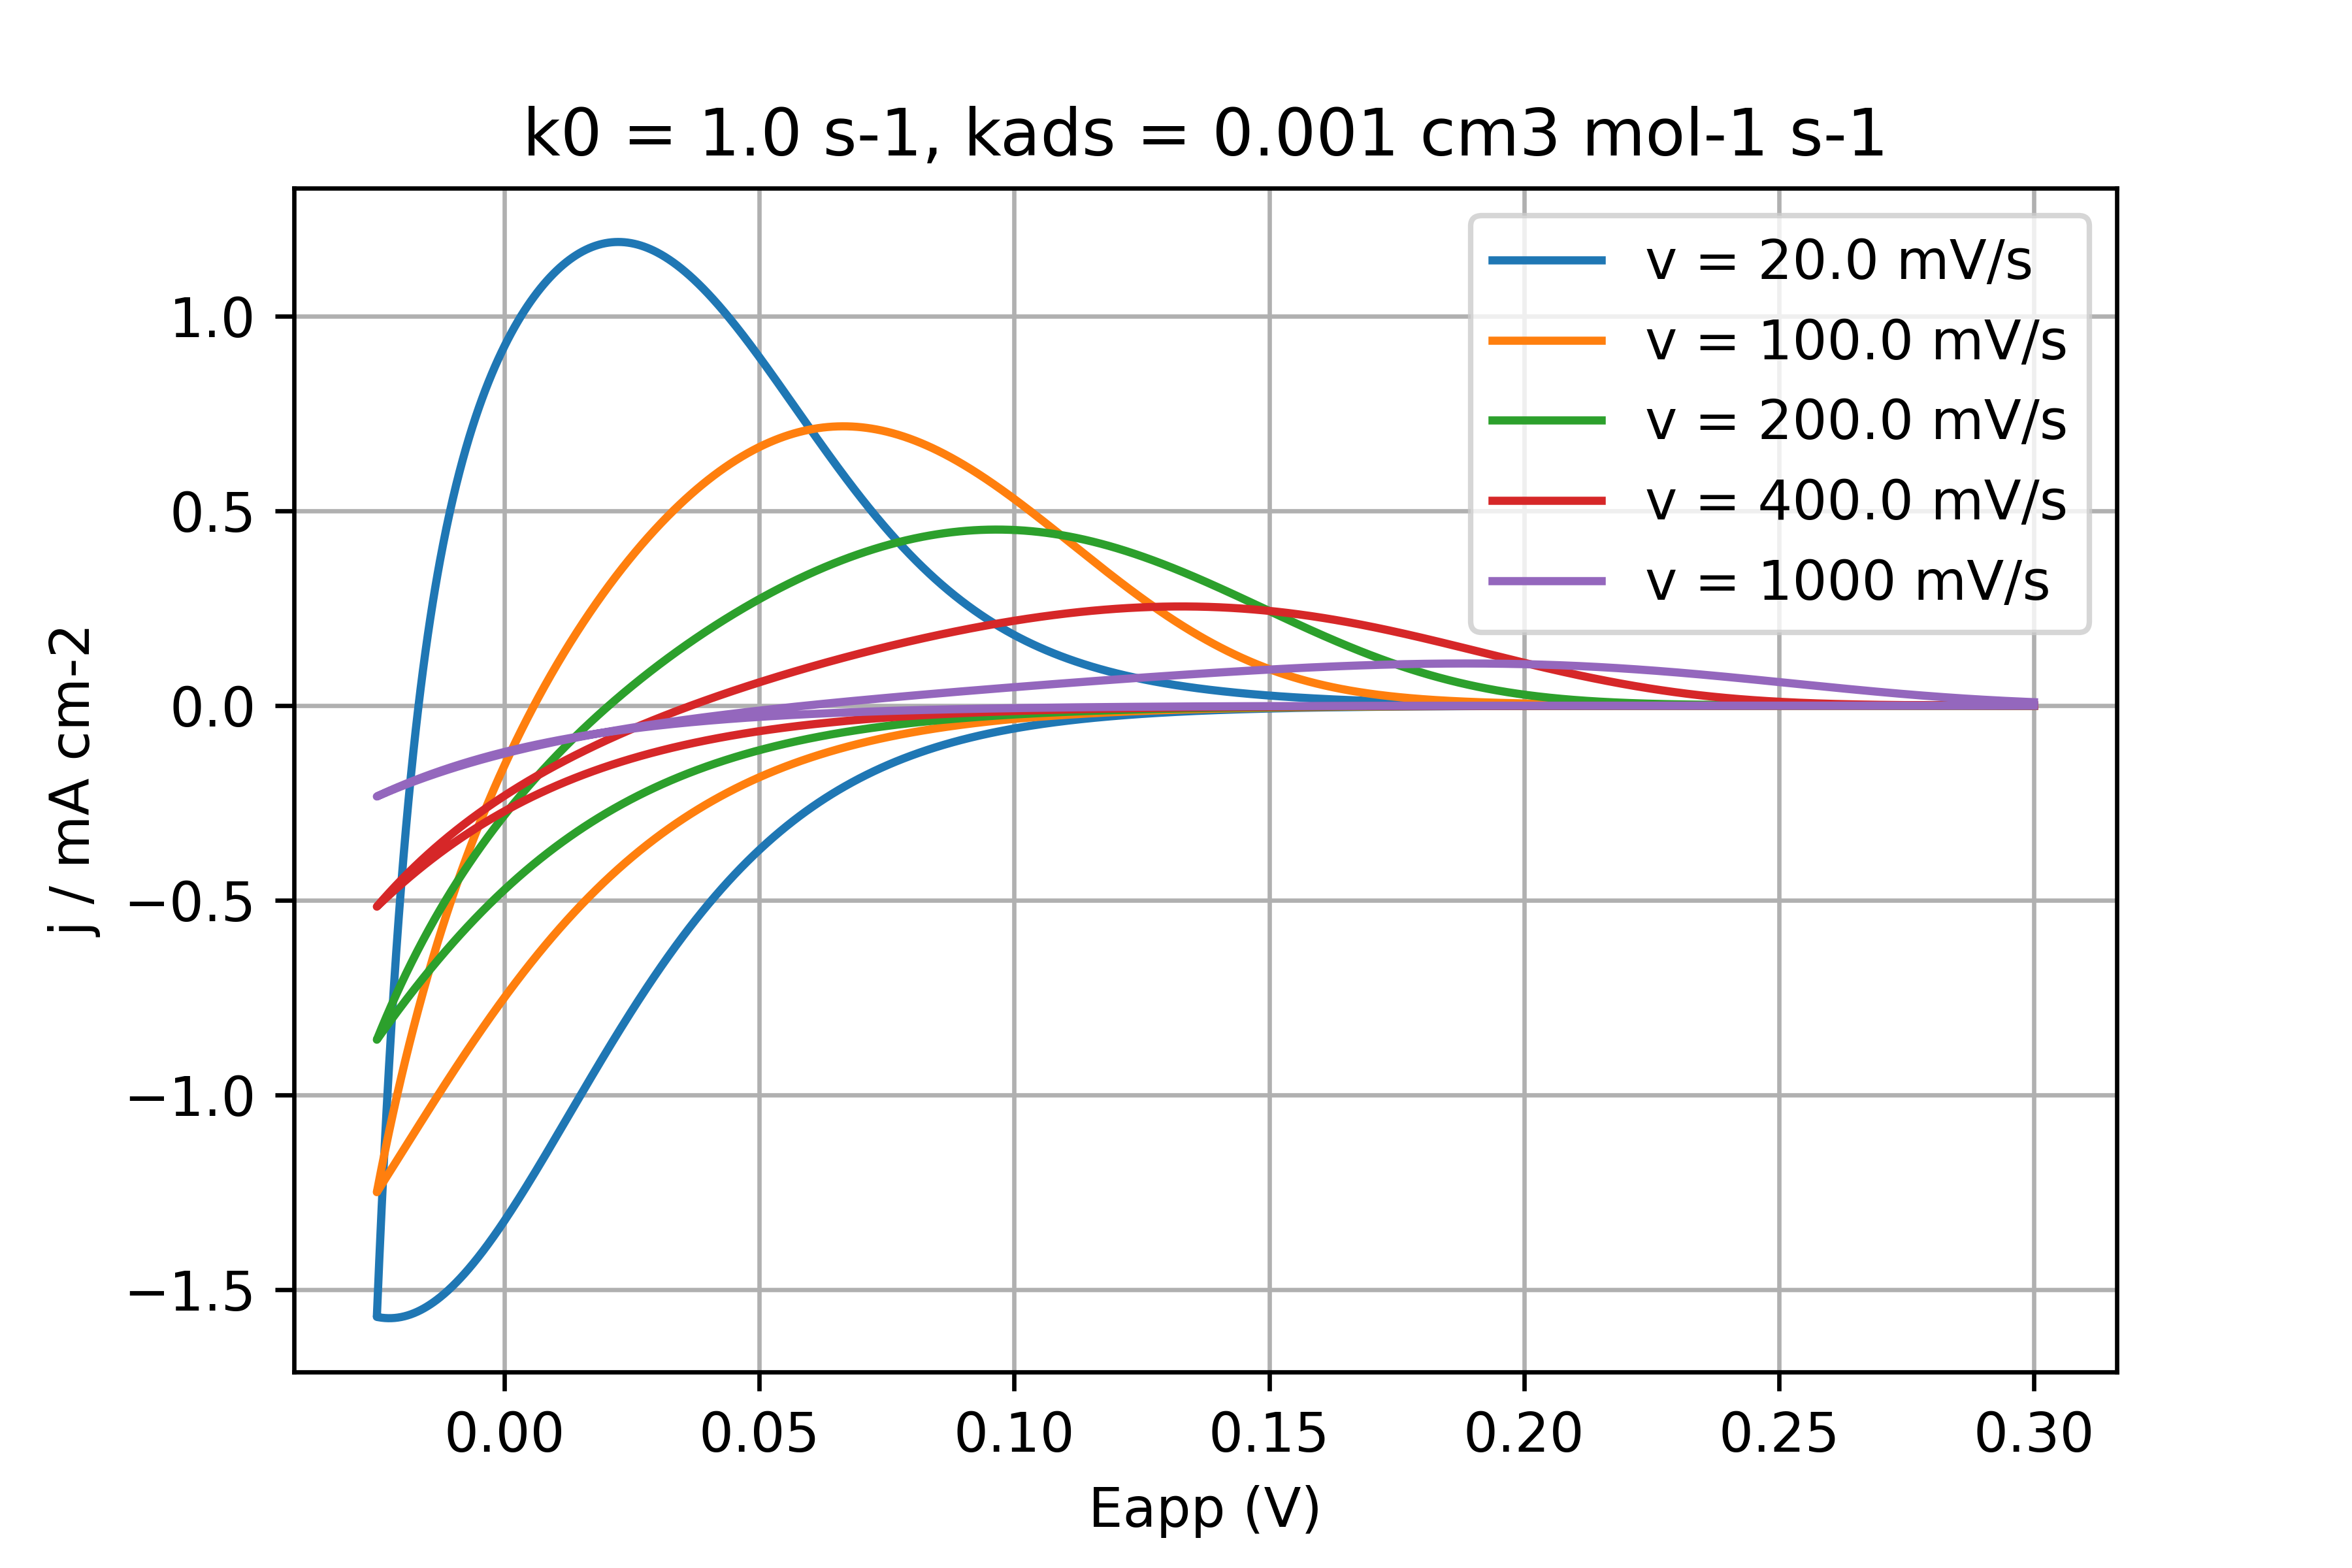 k0 = 1.0 s-1, kads = 0.001 cm3 mol-1 s-1
v = 20.0 mV/s
v = 100.0 mV/s
v = 200.0 mV/s
v = 400.0 mV/s
v = 1000 mV/s
1.0
0.5
0.0
−0.5
−1.0
−1.5
j / mA cm-2
0.00 0.05 0.10 0.15 0.20 0.25 0.30
Eapp (V)